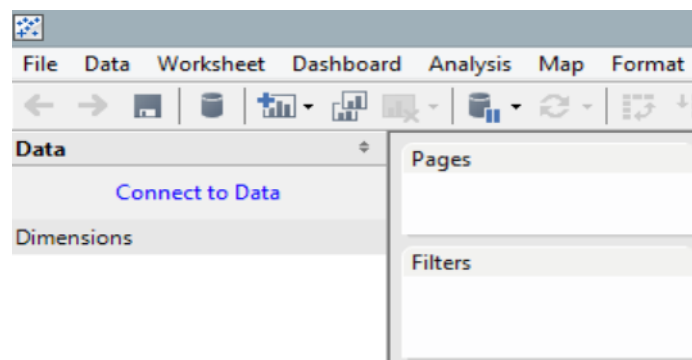 File Data Worksheet Dashboard Analysis Map Format
Data
Connect to Data
Dimensions
Pages
Filters